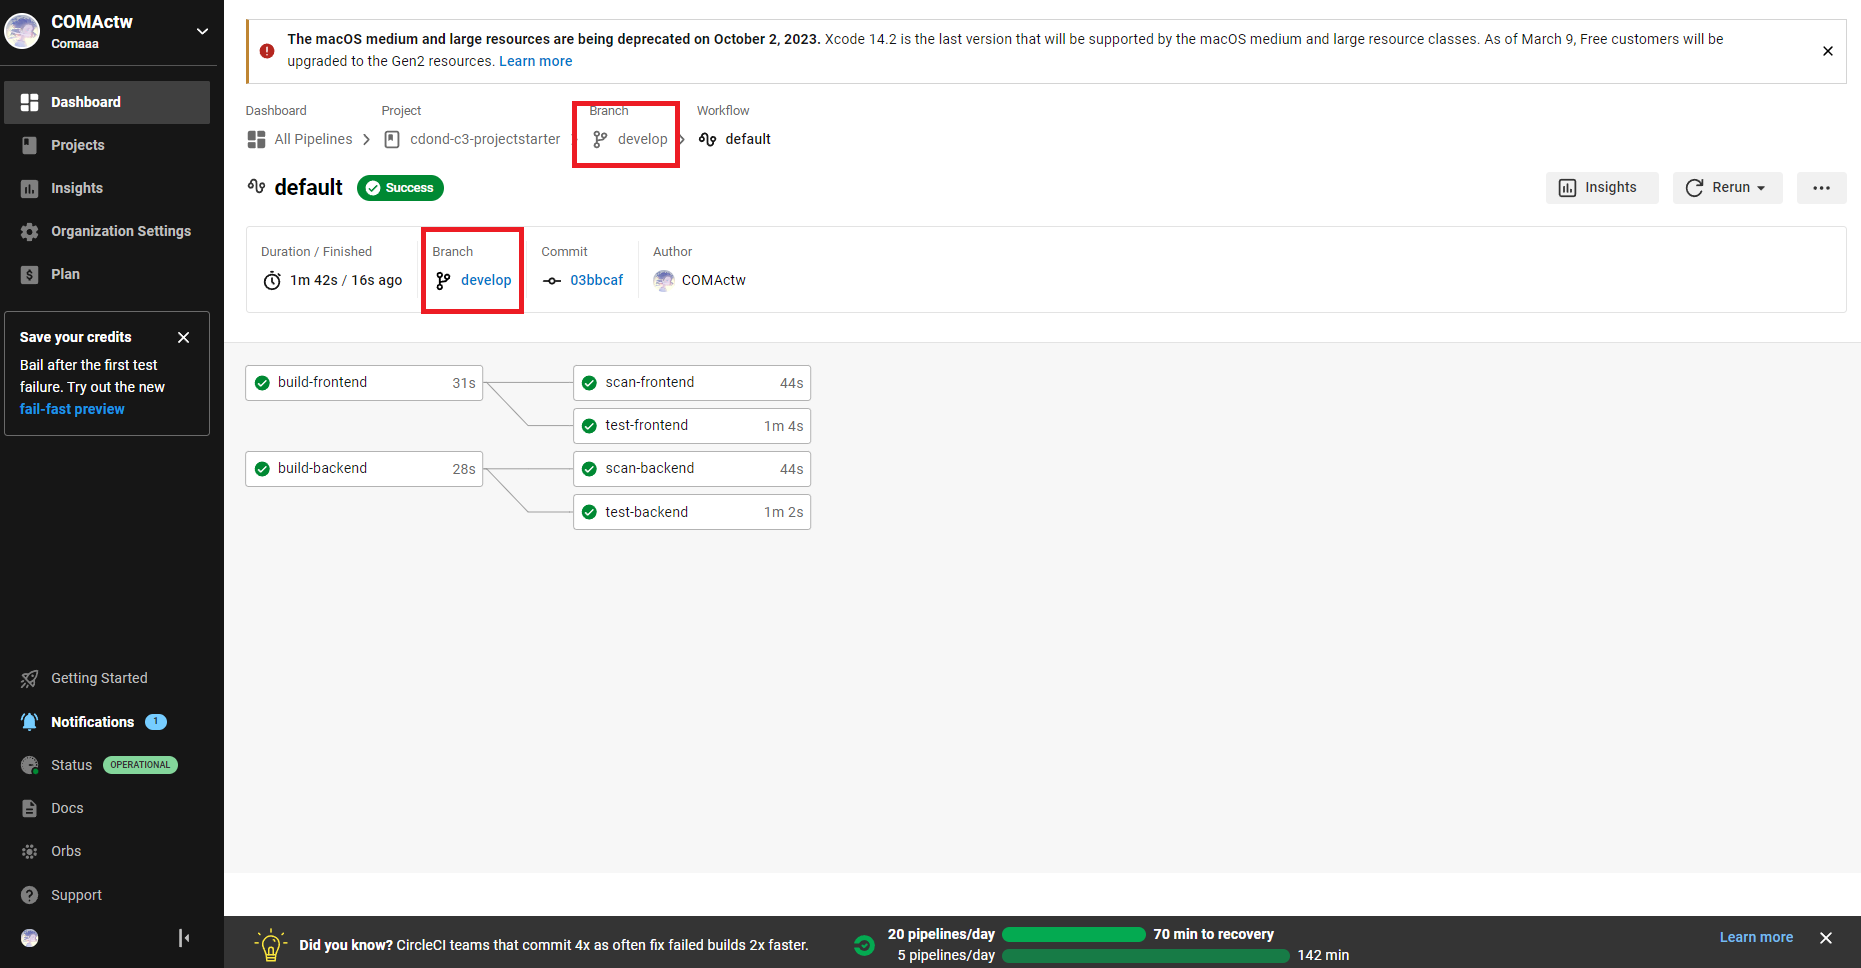 COMActw
Comaaa
Dashboard
Projects
Insights
Organization Settings
Plan
Save your credits
Bail after the first test
failure. Try out the new
fail-fast preview
Getting Started
Notifications 1
Status OPERATIONAL
Docs
Orbs
Support
The macOS medium and large resources are being deprecated on October 2, 2023. Xcode 14.2 is the last version that will be supported by the macOS medium and large resource classes. As of March 9, Free customers will be
upgraded to the Gen2 resources. Learn more
Dashboard Project Branch Workflow
All Pipelines cdond-c3-projectstarter develop default
default Success
Insights Rerun
Duration / Finished Branch Commit Author
1m 42s / 16s ago develop 03bbcaf COMActw
build-frontend 31s scan-frontend 44s
test-frontend 1m 4s
build-backend 28s scan-backend 44s
test-backend 1m 2s
Did you know? CircleCI teams that commit 4x as often fix failed builds 2x faster.
20 pipelines/day 70 min to recovery
5 pipelines/day 142 min
Learn more